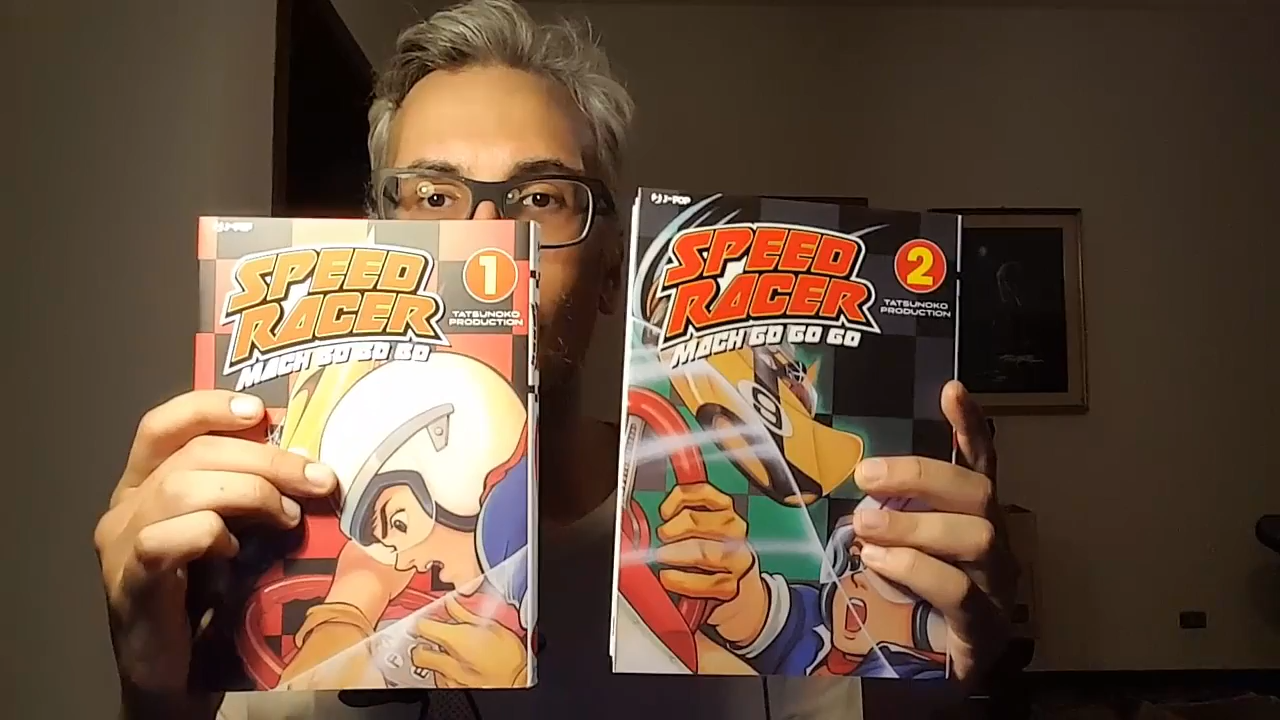 J-POP
SPEED
RACER
MACH GO GO GO
1
TATSUNOKO
PRODUCTION
J-POP
SPEED
RACER
MACH GO GO GO
2
TATSUNOKO
PRODUCTION